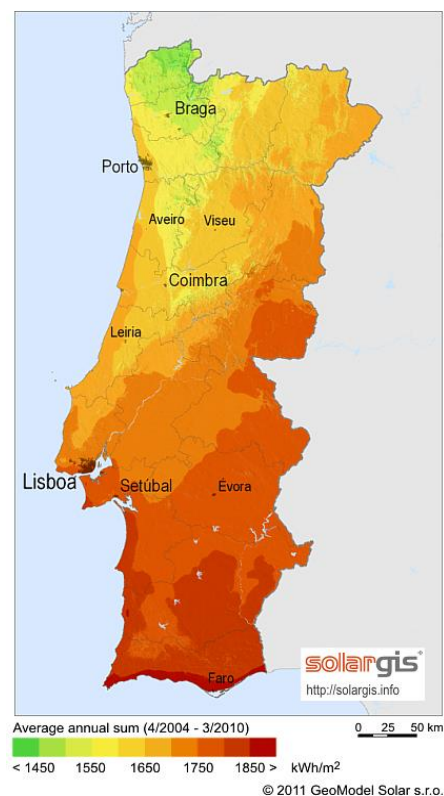 Braga
Porto
Aveiro
Viseu
Coimbra
Leiria
Lisboa
Setúbal
Évora
Faro
solargis
http://solargis.info
Average annual sum (4/2004 - 3/2010)
0 25 50 km
< 1450 1550 1650 1750 1850 > kWh/m²
© 2011 GeoModel Solar s.r.o.